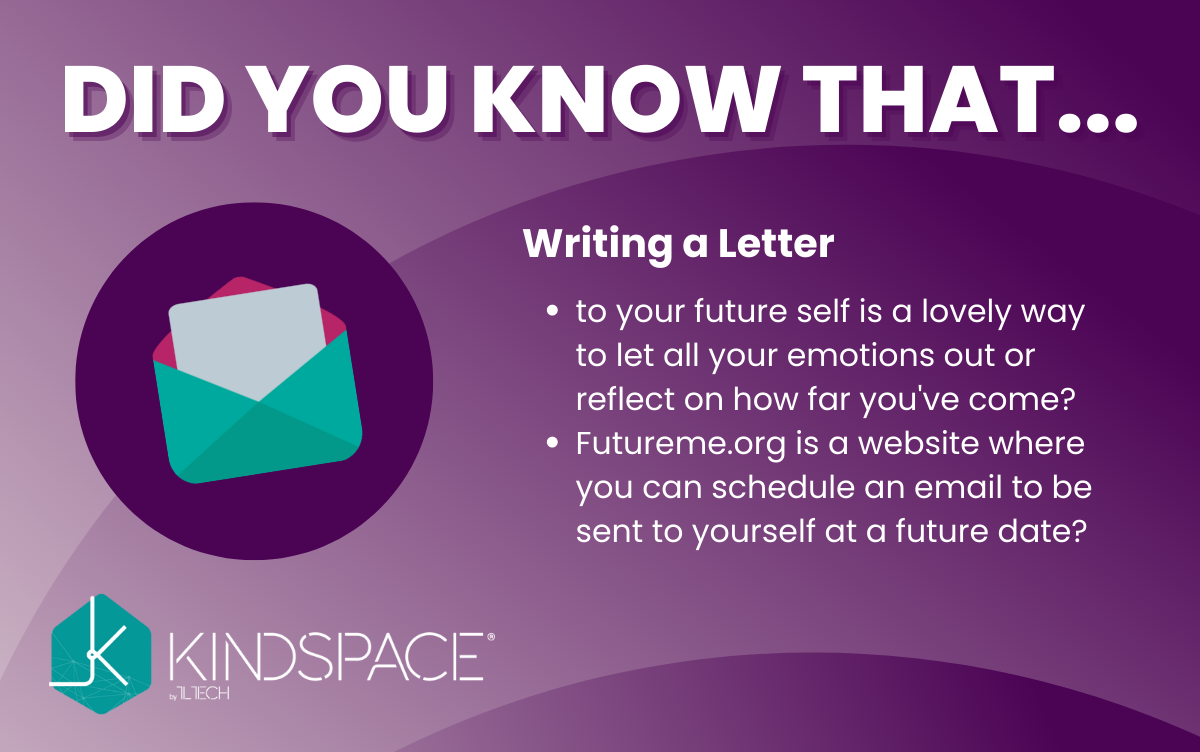 DID YOU KNOW THAT...
Writing a Letter
• to your future self is a lovely way
to let all your emotions out or
reflect on how far you've come?
• Futureme.org is a website where
you can schedule an email to be
sent to yourself at a future date?
KINDSPACE®
by 1LTECH